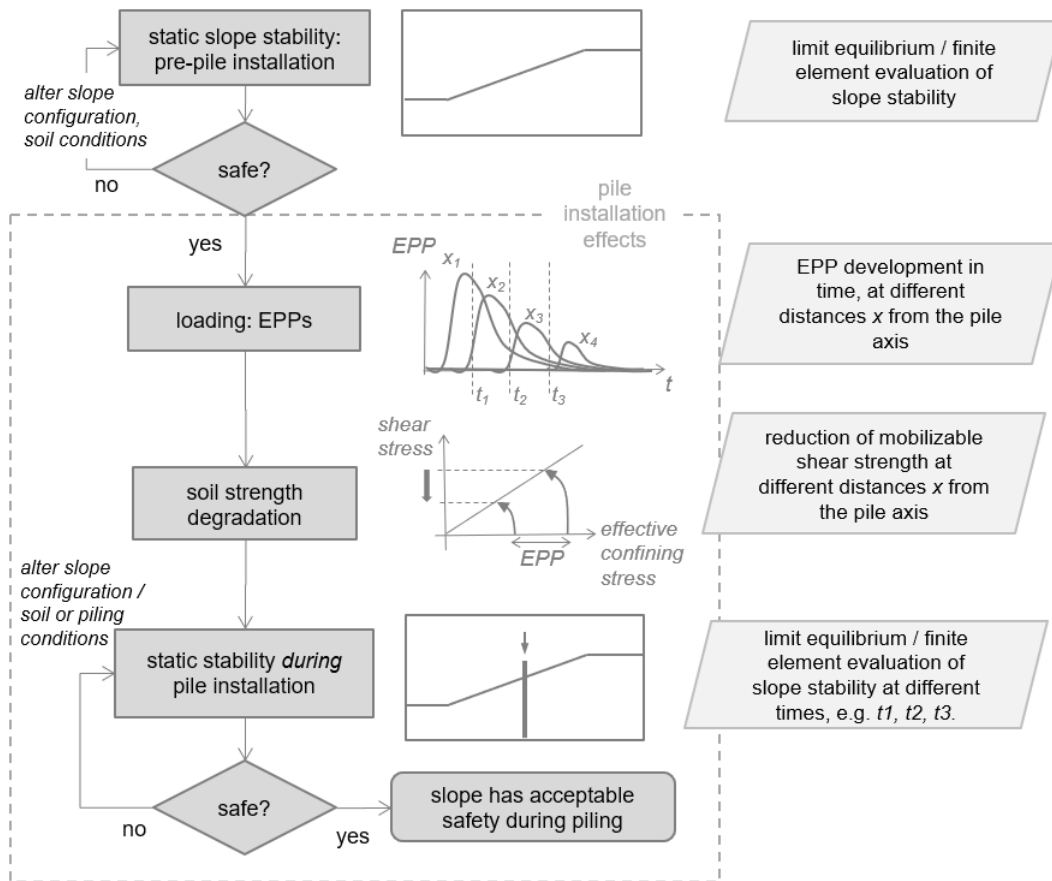 static slope stability:
pre-pile installation
limit equilibrium / finite
element evaluation of
slope stability
alter slope
configuration,
soil conditions
safe?
no
pile
installation
effects
yes
EPP
x1
x2
x3
x4
t
t1
t2
t3
loading: EPPs
EPP development in
time, at different
distances x from the pile
axis
shear
stress
soil strength
degradation
EPP
effective
confining
stress
reduction of mobilizable
shear strength at
different distances x from
the pile axis
alter slope
configuration /
soil or piling
conditions
static stability during
pile installation
limit equilibrium / finite
element evaluation of
slope stability at different
times, e.g. t1, t2, t3.
safe?
no
yes
slope has acceptable
safety during piling